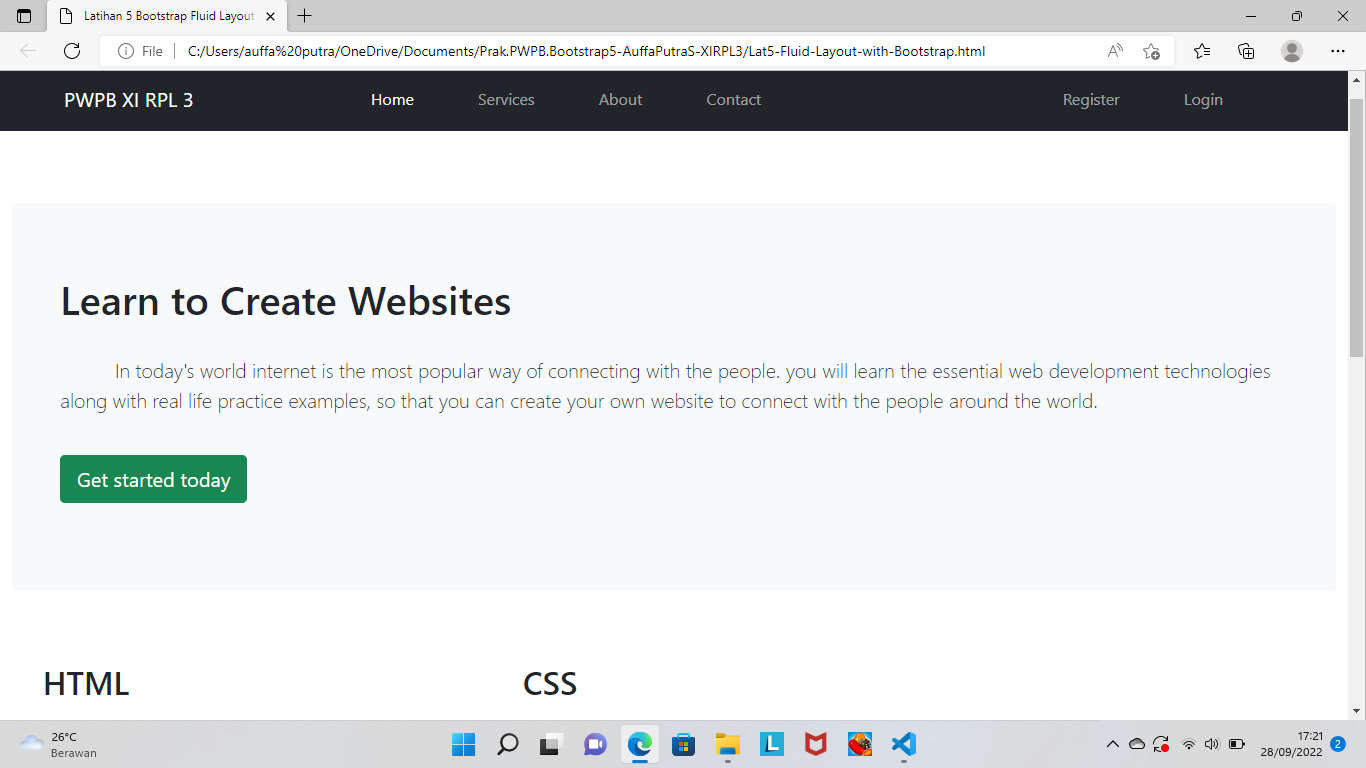 Latihan 5 Bootstrap Fluid Layout
File
C:/Users/auffa%20putra/OneDrive/Documents/Prak.PWPB.Bootstrap5-AuffaPutraS-XIRPL3/Lat5-Fluid-Layout-with-Bootstrap.html
PWPB XI RPL 3 Home Services About Contact Register Login
Learn to Create Websites
In today's world internet is the most popular way of connecting with the people. you will learn the essential web development technologies
along with real life practice examples, so that you can create your own website to connect with the people around the world.
Get started today
HTML CSS
26°C
Berawan
17:21
28/09/2022
2